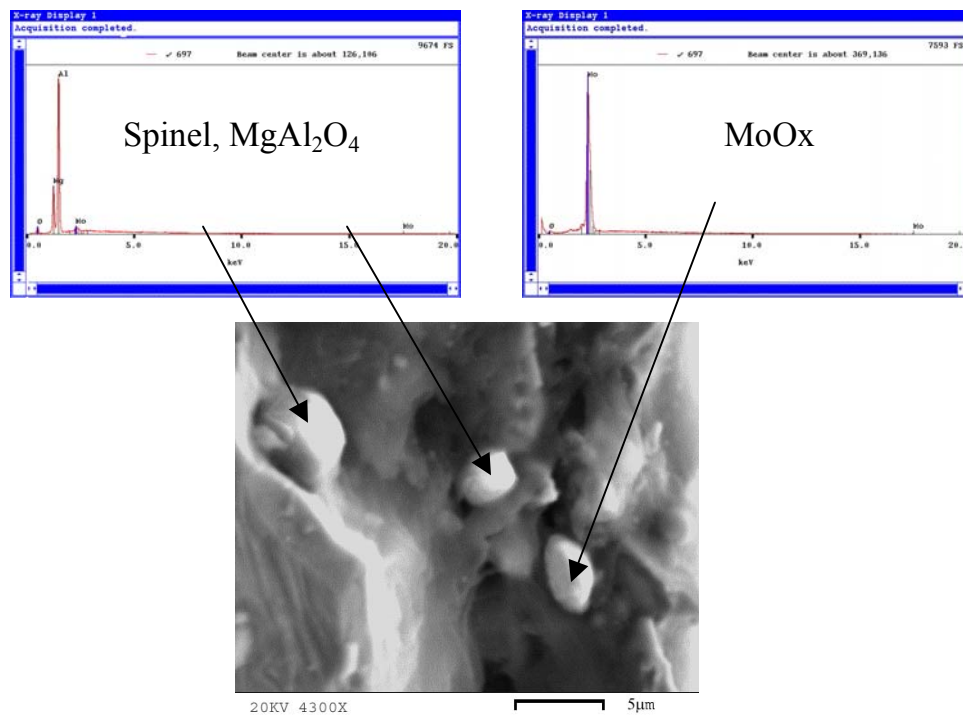 X-ray Display 1
Acquisition completed.
9674 FS
— ✓ 697 Beam center is about 126,106
Al
Spinel, MgAl₂O₄
Mg
O Mo Mo
0.0 5.0 10.0 15.0 20.0
keV
X-ray Display 1
Acquisition completed.
7593 FS
— ✓ 697 Beam center is about 369,136
Mo
MoOx
O Mo
0.0 5.0 10.0 15.0 20.
keV
20KV 4300X 5µm